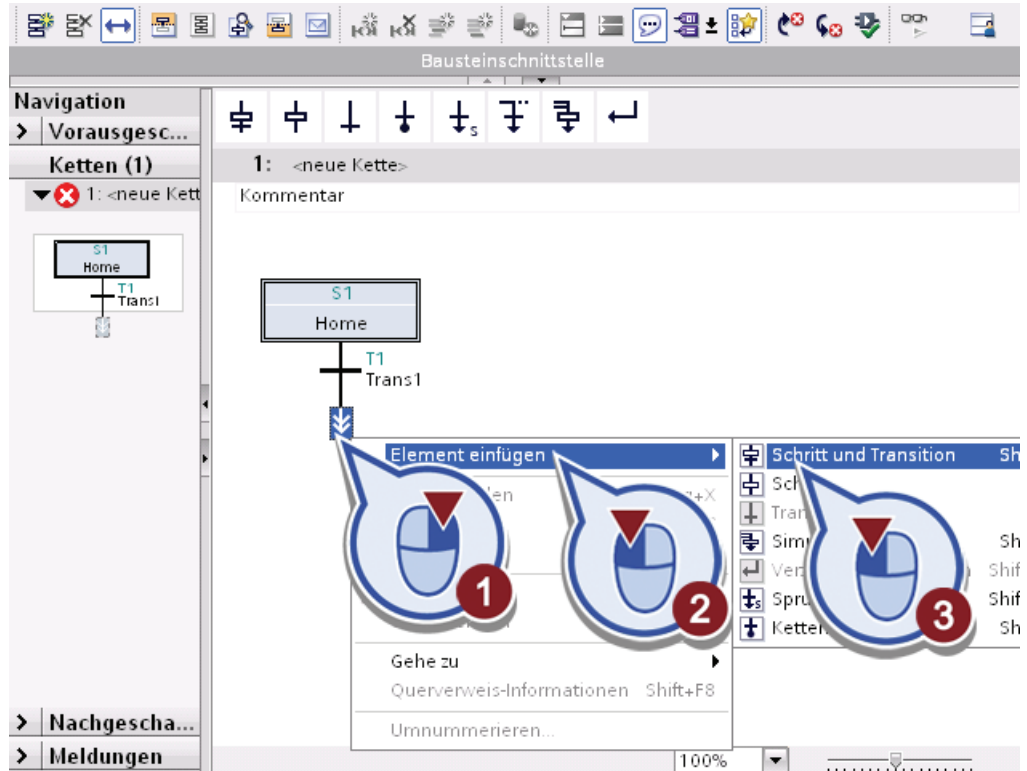 Bausteinschnittstelle
Navigation
Vorausgesc...
Ketten (1)
1: <neue Kette>
1: <neue Kett
Kommentar
S1
Home
T1
Trans1
S1
Home
T1
Trans1
Element einfügen
Schritt und Transition Sh
Sch
Tran
Sim Sh
Ver Shif
Spru Shif
Ketten Sh
en +X
1
2
3
Gehe zu
Querverweis-Informationen Shift+F8
Umnummerieren...
Nachgescha...
Meldungen
100%